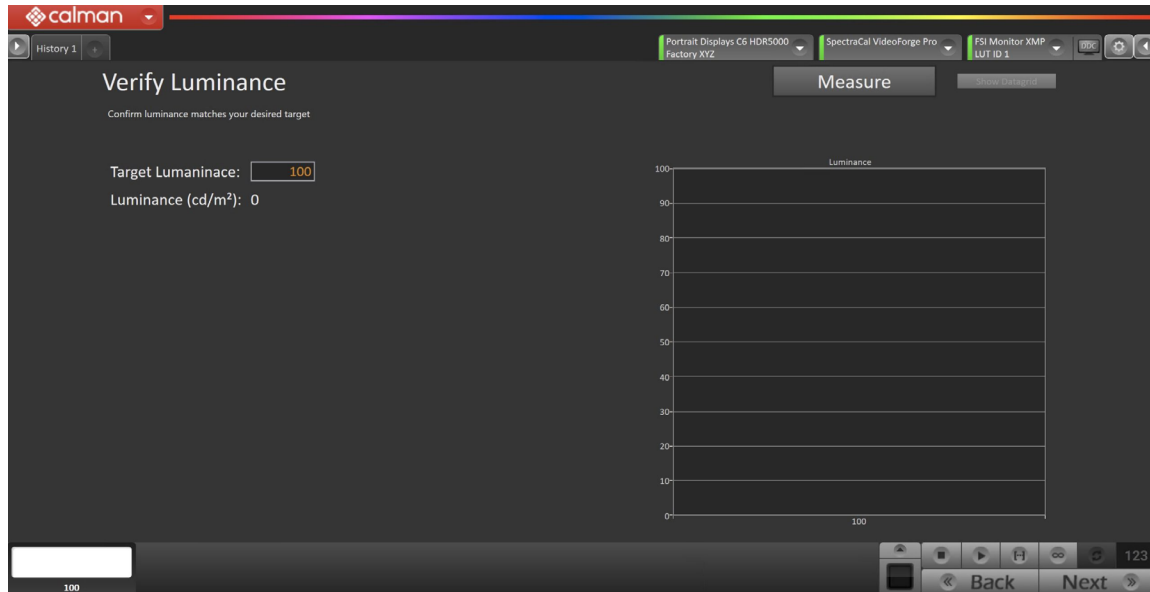 calman
History 1
Portrait Displays C6 HDR5000
Factory XYZ
SpectraCal VideoForge Pro
FSI Monitor XMP
LUT ID 1
DDC
Verify Luminance
Measure
Show Datagrid
Confirm luminance matches your desired target
Target Lumaninace: 100
Luminance (cd/m²): 0
Luminance
100
90
80
70
60
50
40
30
20
10
0
100
100
123
Back
Next